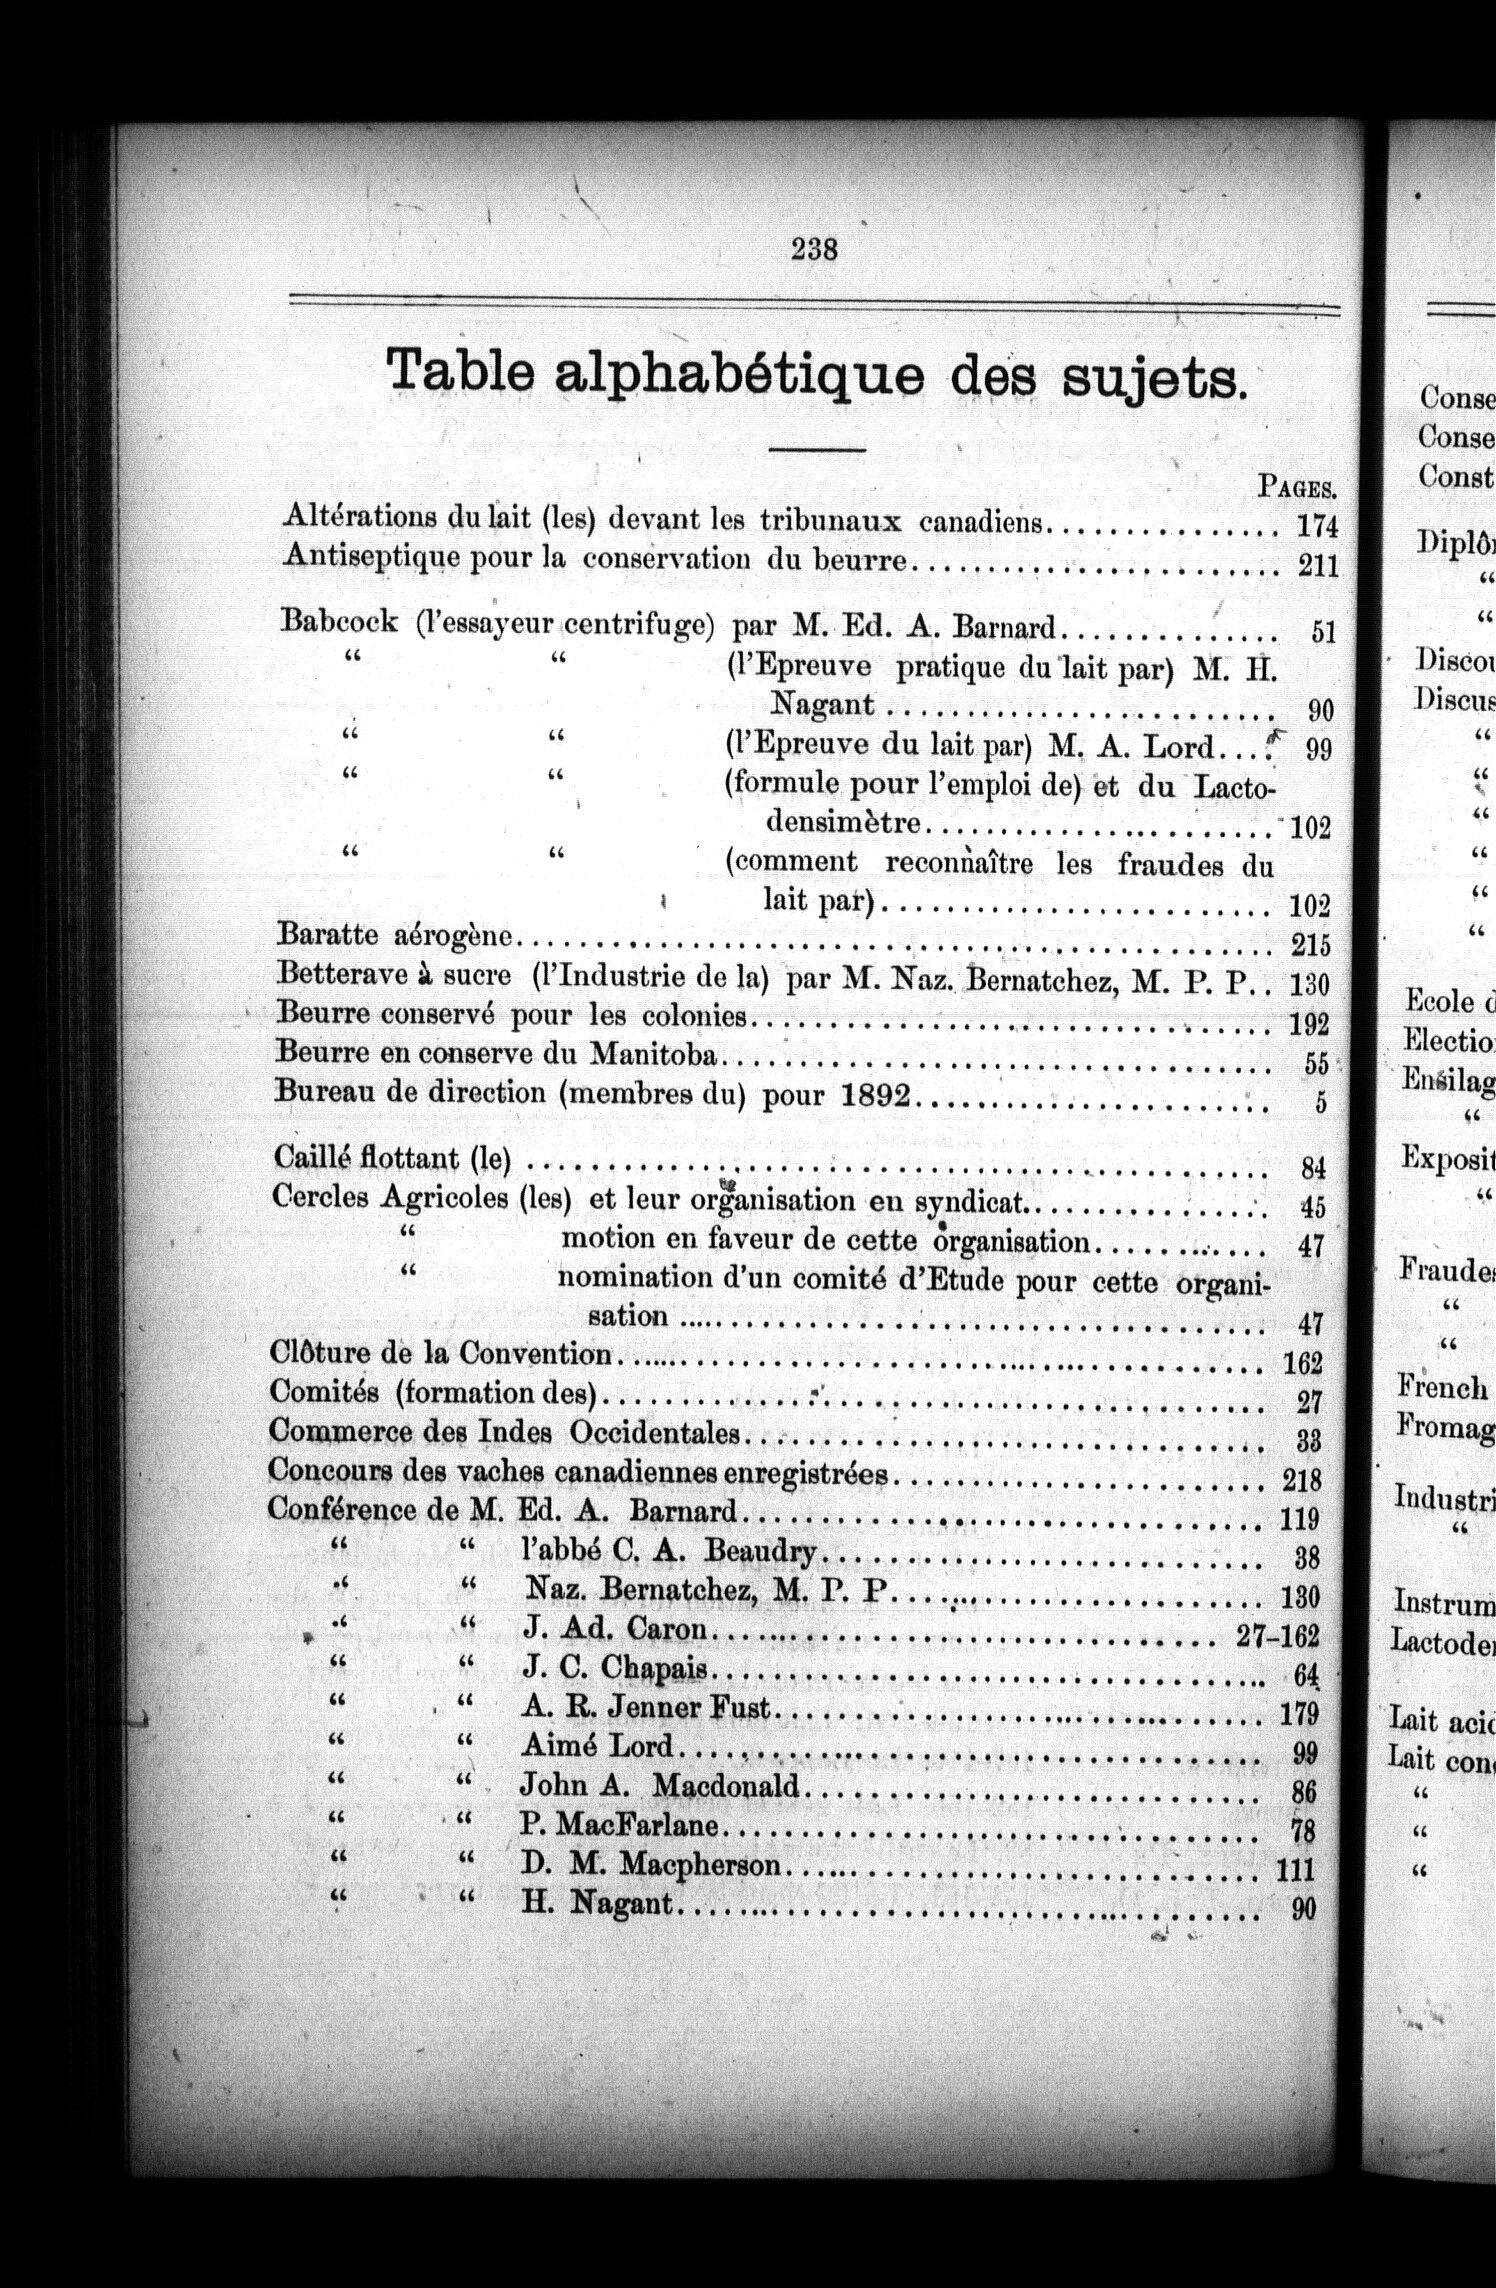 238
Table alphabétique des sujets.
PAGES.
Altérations du lait (les) devant les tribunaux canadiens............... 174
Antiseptique pour la conservation du beurre........................ 211
Babcock (l'essayeur centrifuge) par M. Ed. A. Barnard.............. 51
“ “ (l'Epreuve pratique du lait par) M. H.
Nagant ......................... 90
“ “ (l'Epreuve du lait par) M. A. Lord.... 99
“ “ (formule pour l'emploi de) et du Lacto-
densimètre....................... 102
“ “ (comment reconnaître les fraudes du
lait par)......................... 102
Baratte aérogène................................................ 215
Betterave à sucre (l'Industrie de la) par M. Naz. Bernatchez, M. P. P.. 130
Beurre conservé pour les colonies................................. 192
Beurre en conserve du Manitoba................................... 55
Bureau de direction (membres du) pour 1892....................... 5
Caillé flottant (le) ............................................... 84
Cercles Agricoles (les) et leur organisation en syndicat................ 45
“ motion en faveur de cette organisation............ 47
“ nomination d'un comité d'Etude pour cette organi-
sation ...................................... 47
Clôture de la Convention.......................................... 162
Comités (formation des).......................................... 27
Commerce des Indes Occidentales................................. 33
Concours des vaches canadiennes enregistrées........................ 218
Conférence de M. Ed. A. Barnard................................. 119
“ “ l'abbé C. A. Beaudry............................ 38
“ “ Naz. Bernatchez, M. P. P........................ 130
“ “ J. Ad. Caron................................. 27-162
“ “ J. C. Chapais................................... 64
“ “ A. R. Jenner Fust............................... 179
“ “ Aimé Lord..................................... 99
“ “ John A. Macdonald............................. 86
“ “ P. MacFarlane.................................. 78
“ “ D. M. Macpherson.............................. 111
“ “ H. Nagant..................................... 90
Conse
Conse
Const
Diplô
“
“
Discou
Discus
“
“
“
“
“
“
Ecole d
Electio
Ensilag
“
Exposit
“
Fraude
“
“
French
Fromag
Industri
“
Instrum
Lactode
Lait acid
Lait con
“
“
“